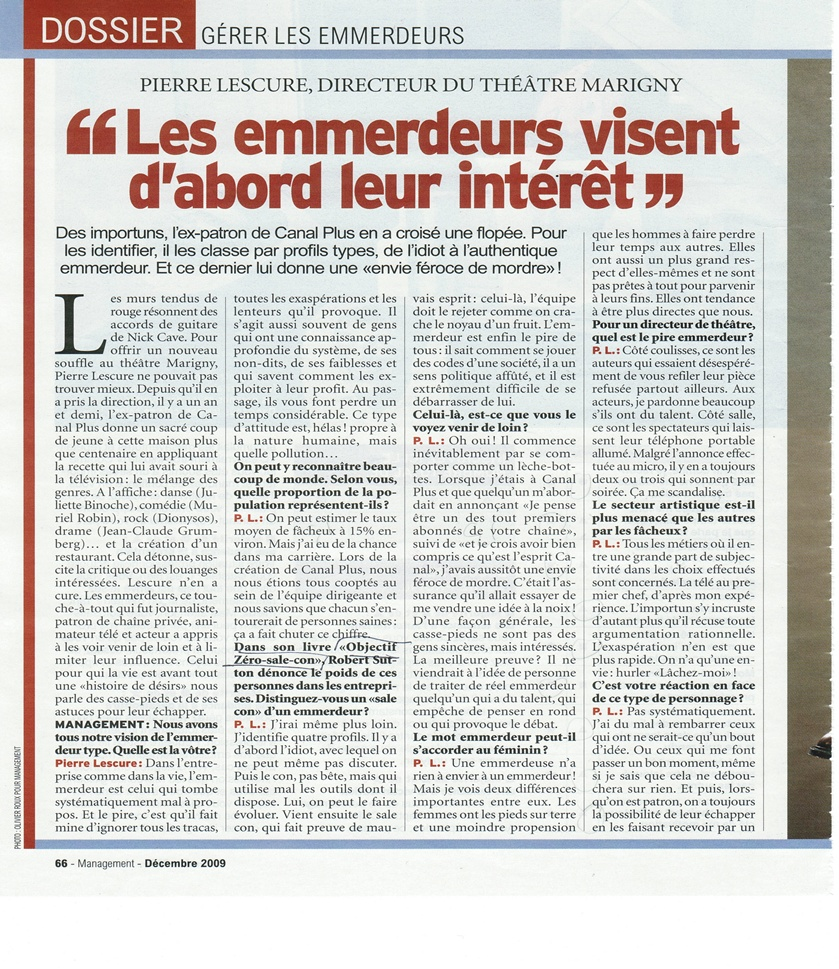 DOSSIER GÉRER LES EMMERDEURS
PIERRE LESCURE, DIRECTEUR DU THÉÂTRE MARIGNY
“Les emmerdeurs visent
d’abord leur intérêt”
Des importuns, l’ex-patron de Canal Plus en a croisé une flopée. Pour
les identifier, il les classe par profils types, de l’idiot à l’authentique
emmerdeur. Et ce dernier lui donne une «envie féroce de mordre»!
Les murs tendus de
rouge résonnent des
accords de guitare
de Nick Cave. Pour
offrir un nouveau
souffle au théâtre Marigny,
Pierre Lescure ne pouvait pas
trouver mieux. Depuis qu’il en
a pris la direction, il y a un an
et demi, l’ex-patron de Ca-
nal Plus donne un sacré coup
de jeune à cette maison plus
que centenaire en appliquant
la recette qui lui avait souri à
la télévision : le mélange des
genres. A l’affiche : danse (Ju-
liette Binoche), comédie (Mu-
riel Robin), rock (Dionysos),
drame (Jean-Claude Grum-
berg)… et la création d’un
restaurant. Cela détonne, sus-
cite la critique ou des louanges
intéressées. Lescure n’en a
cure. Les emmerdeurs, ce tou-
che-à-tout qui fut journaliste,
patron de chaîne privée, ani-
mateur télé et acteur a appris
à les voir venir de loin et à li-
miter leur influence. Celui
pour qui la vie est avant tout
une «histoire de désirs» nous
parle des casse-pieds et de ses
astuces pour leur échapper.
MANAGEMENT : Nous avons
tous notre vision de l’emmer-
deur type. Quelle est la vôtre ?
Pierre Lescure : Dans l’entre-
prise comme dans la vie, l’em-
merdeur est celui qui tombe
systématiquement mal à pro-
pos. Et le pire, c’est qu’il fait
mine d’ignorer tous les tracas,
toutes les exaspérations et les
lenteurs qu’il provoque. Il
s’agit aussi souvent de gens
qui ont une connaissance ap-
profondie du système, de ses
non-dits, de ses faiblesses et
qui savent comment les ex-
ploiter à leur profit. Au pas-
sage, ils vous font perdre un
temps considérable. Ce type
d’attitude est, hélas ! propre à
la nature humaine, mais
quelle pollution…
On peut y reconnaître beau-
coup de monde. Selon vous,
quelle proportion de la po-
pulation représentent-ils ?
P. L. : On peut estimer le taux
moyen de fâcheux à 15% en-
viron. Mais j’ai eu de la chance
dans ma carrière. Lors de la
création de Canal Plus, nous
nous étions tous cooptés au
sein de l’équipe dirigeante et
nous savions que chacun s’en-
tourerait de personnes saines :
ça a fait chuter ce chiffre.
Dans son livre «Objectif
Zéro-sale-con», Robert Sut-
ton dénonce le poids de ces
personnes dans les entrepri-
ses. Distinguez-vous un «sale
con» d’un emmerdeur ?
P. L. : J’irai même plus loin.
J’identifie quatre profils. Il y a
d’abord l’idiot, avec lequel on
ne peut même pas discuter.
Puis le con, pas bête, mais qui
utilise mal les outils dont il
dispose. Lui, on peut le faire
évoluer. Vient ensuite le sale
con, qui fait preuve de mau-
vais esprit : celui-là, l’équipe
doit le rejeter comme on cra-
che le noyau d’un fruit. L’em-
merdeur est enfin le pire de
tous : il sait comment se jouer
des codes d’une société, il a un
sens politique affûté, et il est
extrêmement difficile de se
débarrasser de lui.
Celui-là, est-ce que vous le
voyez venir de loin ?
P. L. : Oh oui ! Il commence
inévitablement par se com-
porter comme un lèche-bot-
tes. Lorsque j’étais à Canal
Plus et que quelqu’un m’abor-
dait en annonçant «Je pense
être un des tout premiers
abonnés de votre chaîne»,
suivi de «et je crois avoir bien
compris ce qu’est l’esprit Ca-
nal», j’avais aussitôt une envie
féroce de mordre. C’était l’as-
surance qu’il allait essayer de
me vendre une idée à la noix !
D’une façon générale, les
casse-pieds ne sont pas des
gens sincères, mais intéressés.
La meilleure preuve ? Il ne
viendrait à l’idée de personne
de traiter de réel emmerdeur
quelqu’un qui a du talent, qui
empêche de penser en rond
ou qui provoque le débat.
Le mot emmerdeur peut-il
s’accorder au féminin ?
P. L. : Une emmerdeuse n’a
rien à envier à un emmerdeur !
Mais je vois deux différences
importantes entre eux. Les
femmes ont les pieds sur terre
et une moindre propension
que les hommes à faire perdre
leur temps aux autres. Elles
ont aussi un plus grand res-
pect d’elles-mêmes et ne sont
pas prêtes à tout pour parvenir
à leurs fins. Elles ont tendance
à être plus directes que nous.
Pour un directeur de théâtre,
quel est le pire emmerdeur ?
P. L. : Côté coulisses, ce sont les
auteurs qui essaient désespéré-
ment de vous refiler leur pièce
refusée partout ailleurs. Aux
acteurs, je pardonne beaucoup
s’ils ont du talent. Côté salle,
ce sont les spectateurs qui lais-
sent leur téléphone portable
allumé. Malgré l’annonce effec-
tuée au micro, il y en a toujours
deux ou trois qui sonnent par
soirée. Ça me scandalise.
Le secteur artistique est-il
plus menacé que les autres
par les fâcheux ?
P. L. : Tous les métiers où il en-
tre une grande part de subjec-
tivité dans les choix effectués
sont concernés. La télé au pre-
mier chef, d’après mon expé-
rience. L’importun s’y incruste
d’autant plus qu’il récuse toute
argumentation rationnelle.
L’exaspération n’en est que
plus rapide. On n’a qu’une en-
vie : hurler «Lâchez-moi» !
C’est votre réaction en face
de ce type de personnage ?
P. L. : Pas systématiquement.
J’ai du mal à rembarrer ceux
qui ont ne serait-ce qu’un bout
d’idée. Ou ceux qui me font
passer un bon moment, même
si je sais que cela ne débou-
chera sur rien. Et puis, lors-
qu’on est patron, on a toujours
la possibilité de leur échapper
en les faisant recevoir par un
PHOTO : OLIVIER ROUX POUR MANAGEMENT
66 - Management - Décembre 2009